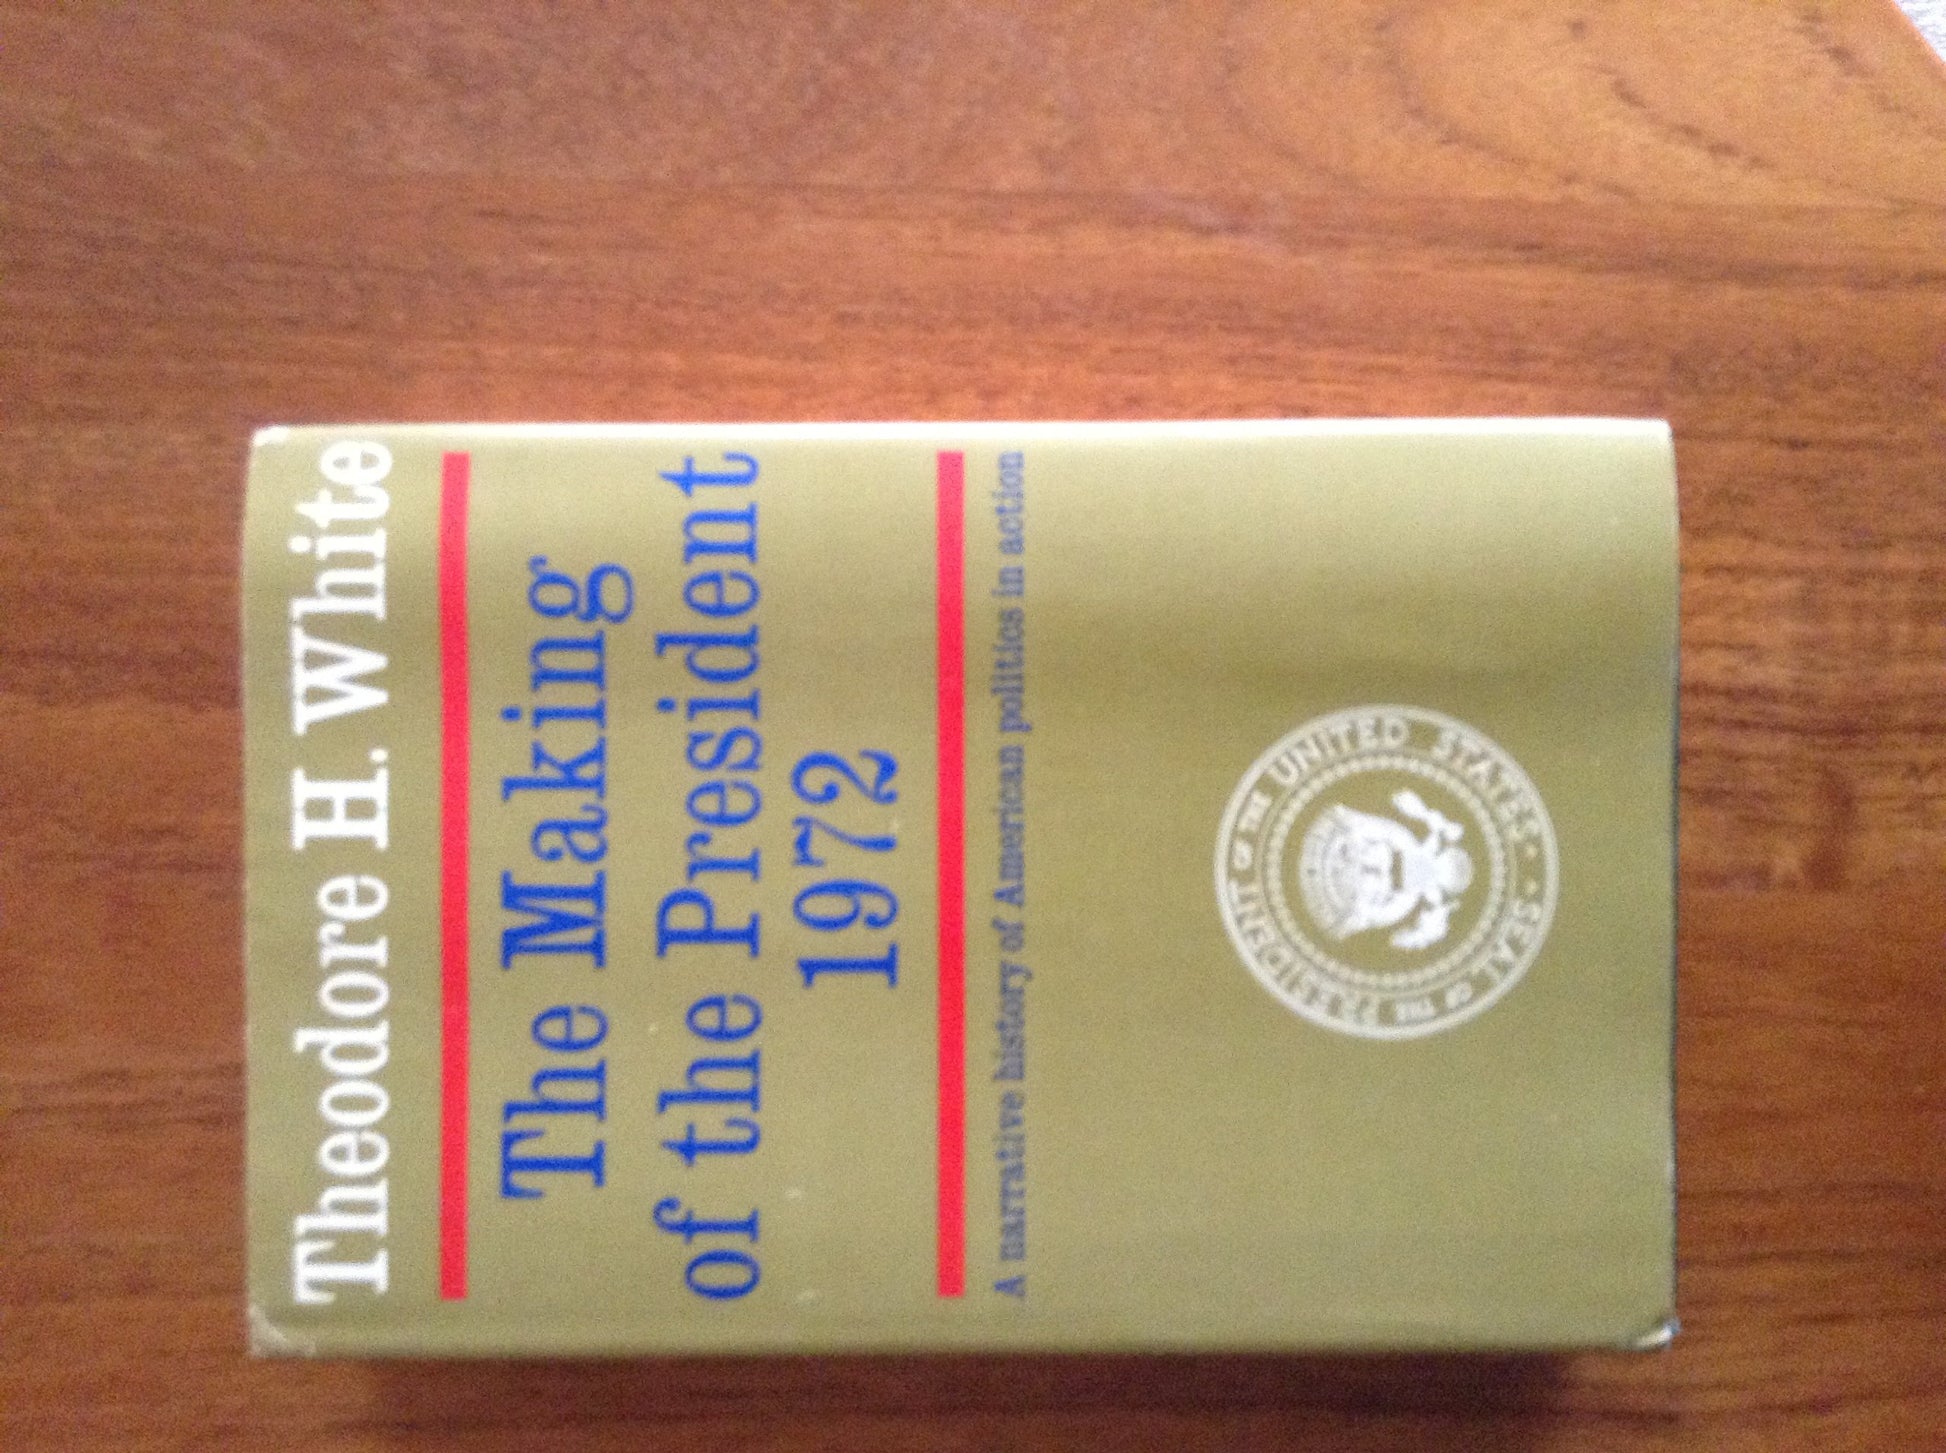 Theodore H. White
The Making
of the President
1972
A narrative history of American politics in action
SEAL OF THE PRESIDENT OF THE UNITED STATES